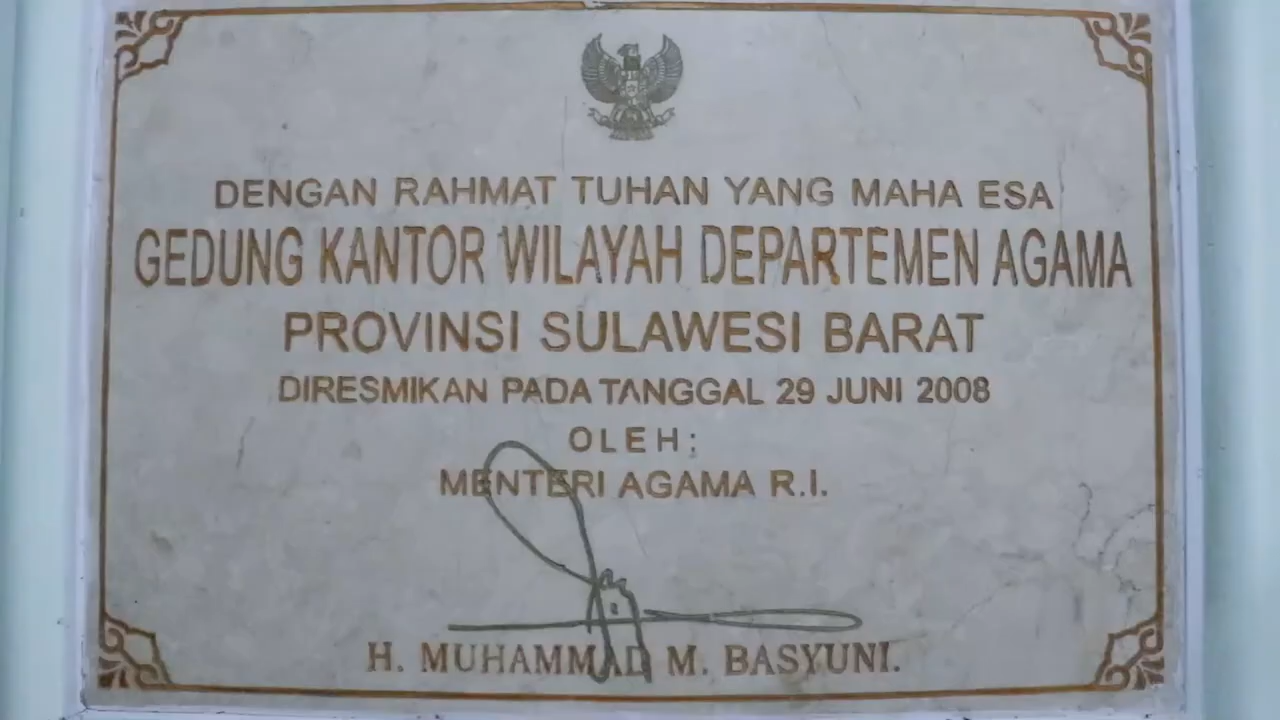 DENGAN RAHMAT TUHAN YANG MAHA ESA
GEDUNG KANTOR WILAYAH DEPARTEMEN AGAMA
PROVINSI SULAWESI BARAT
DIRESMIKAN PADA TANGGAL 29 JUNI 2008
OLEH;
MENTERI AGAMA R.I.
H. MUHAMMAD M. BASYUNI.